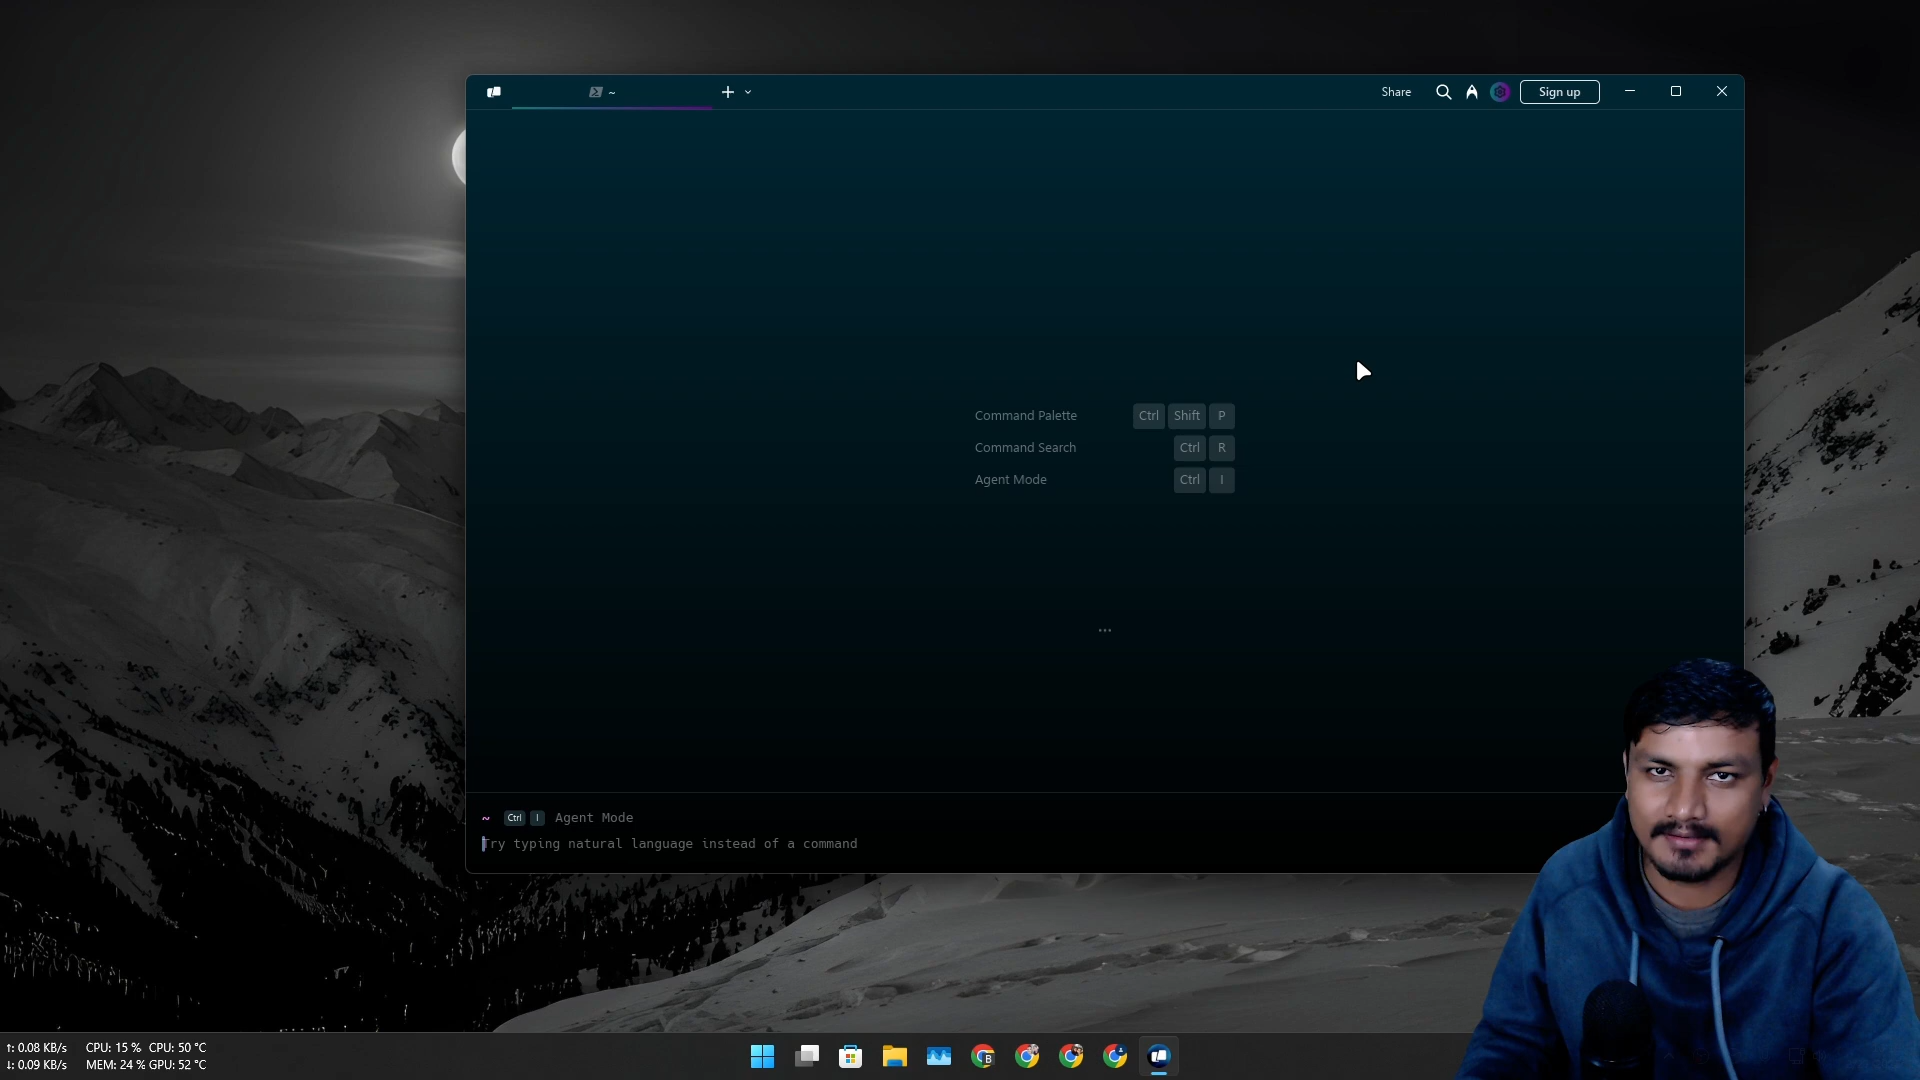 ~
Share
Sign up
Command Palette Ctrl Shift P
Command Search Ctrl R
Agent Mode Ctrl I
~ Ctrl I Agent Mode
Try typing natural language instead of a command
↑: 0.08 KB/s CPU: 15 % CPU: 50 °C
↓: 0.09 KB/s MEM: 24 % GPU: 52 °C
B